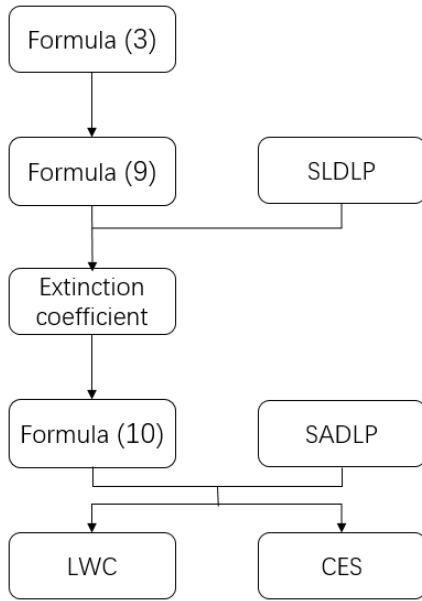 Formula (3)
Formula (9)
SLDLP
Extinction
coefficient
Formula (10)
SADLP
LWC
CES